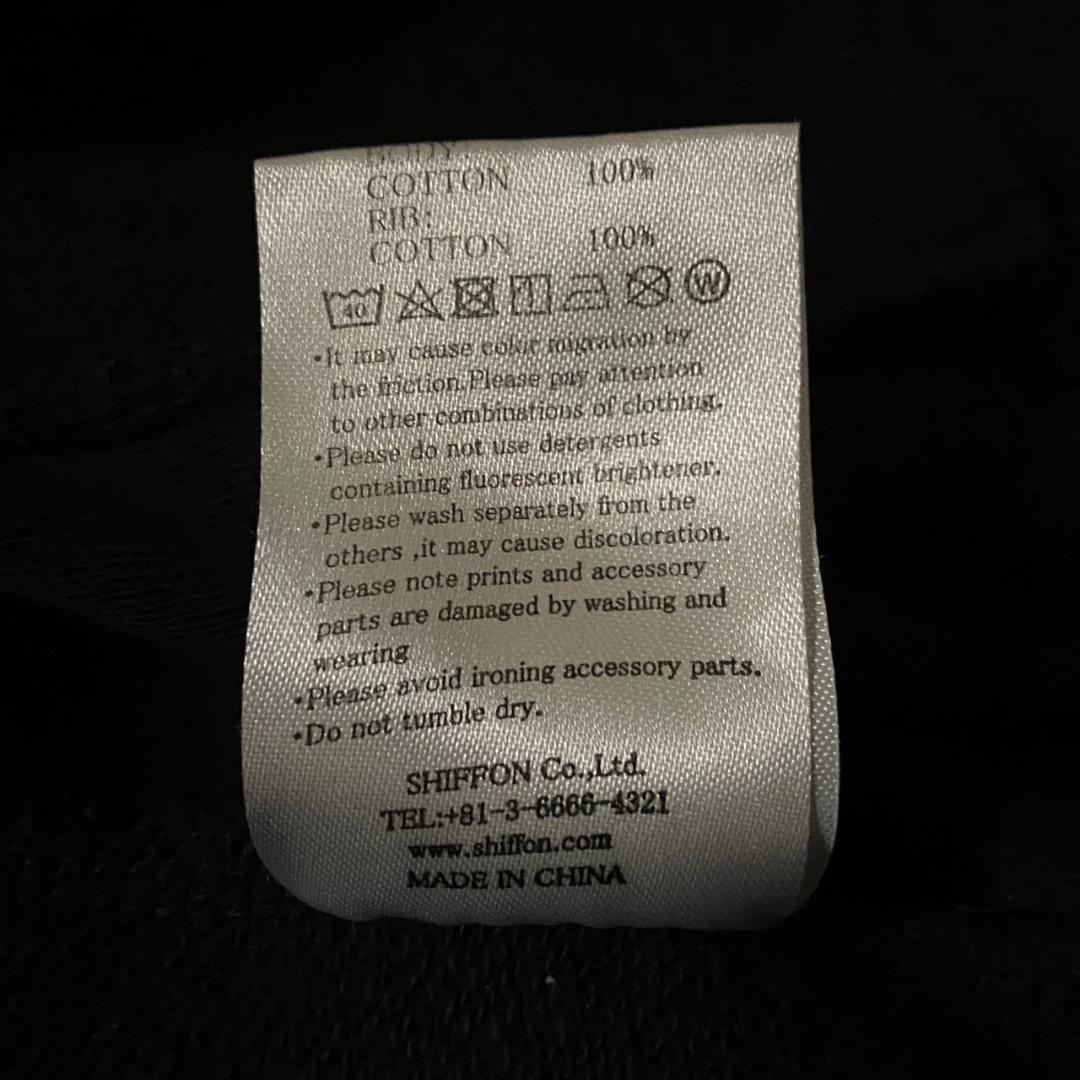 BODY:
COTTON 100%
RIB:
COTTON 100%
40 W
•It may cause color migration by
the friction.Please pay attention
to other combinations of clothing.
•Please do not use detergents
containing fluorescent brightener.
•Please wash separately from the
others ,it may cause discoloration.
•Please note prints and accessory
parts are damaged by washing and
wearing
•Please avoid ironing accessory parts.
•Do not tumble dry.
SHIFFON Co.,Ltd.
TEL:+81-3-6666-4321
www.shiffon.com
MADE IN CHINA